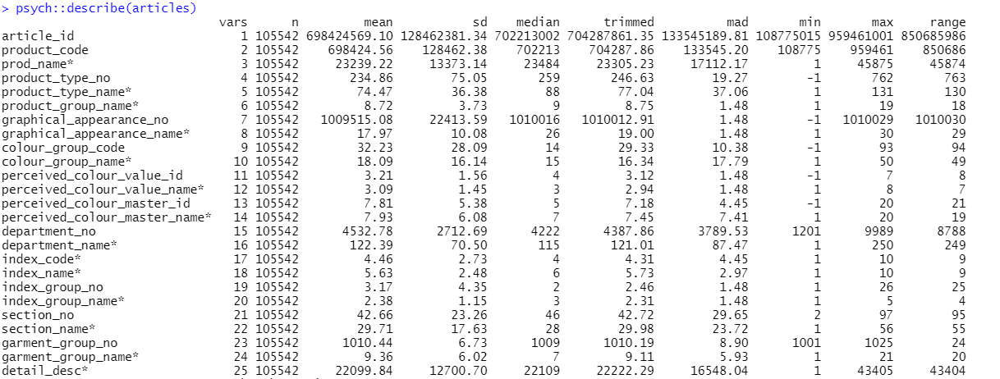 > psych::describe(articles)
vars n mean sd median trimmed mad min max range
article_id 1 105542 698424569.10 128462381.34 702213002 704287861.35 133545189.81 108775015 959461001 850685986
product_code 2 105542 698424.56 128462.38 702213 704287.86 133545.20 108775 959461 850686
prod_name* 3 105542 23239.22 13373.14 23484 23305.23 17112.17 1 45875 45874
product_type_no 4 105542 234.86 75.05 259 246.63 19.27 -1 762 763
product_type_name* 5 105542 74.47 36.38 88 77.04 37.06 1 131 130
product_group_name* 6 105542 8.72 3.73 9 8.75 1.48 1 19 18
graphical_appearance_no 7 105542 1009515.08 22413.59 1010016 1010012.91 1.48 -1 1010029 1010030
graphical_appearance_name* 8 105542 17.97 10.08 26 19.00 1.48 1 30 29
colour_group_code 9 105542 32.23 28.09 14 29.33 10.38 -1 93 94
colour_group_name* 10 105542 18.09 16.14 15 16.34 17.79 1 50 49
perceived_colour_value_id 11 105542 3.21 1.56 4 3.12 1.48 -1 7 8
perceived_colour_value_name* 12 105542 3.09 1.45 3 2.94 1.48 1 8 7
perceived_colour_master_id 13 105542 7.81 5.38 5 7.18 4.45 -1 20 21
perceived_colour_master_name* 14 105542 7.93 6.08 7 7.45 7.41 1 20 19
department_no 15 105542 4532.78 2712.69 4222 4387.86 3789.53 1201 9989 8788
department_name* 16 105542 122.39 70.50 115 121.01 87.47 1 250 249
index_code* 17 105542 4.46 2.73 4 4.31 4.45 1 10 9
index_name* 18 105542 5.63 2.48 6 5.73 2.97 1 10 9
index_group_no 19 105542 3.17 4.35 2 2.46 1.48 1 26 25
index_group_name* 20 105542 2.38 1.15 3 2.31 1.48 1 5 4
section_no 21 105542 42.66 23.26 46 42.72 29.65 2 97 95
section_name* 22 105542 29.71 17.63 28 29.98 23.72 1 56 55
garment_group_no 23 105542 1010.44 6.73 1009 1010.19 8.90 1001 1025 24
garment_group_name* 24 105542 9.36 6.02 7 9.11 5.93 1 21 20
detail_desc* 25 105542 22099.84 12700.70 22109 22222.29 16548.04 1 43405 43404